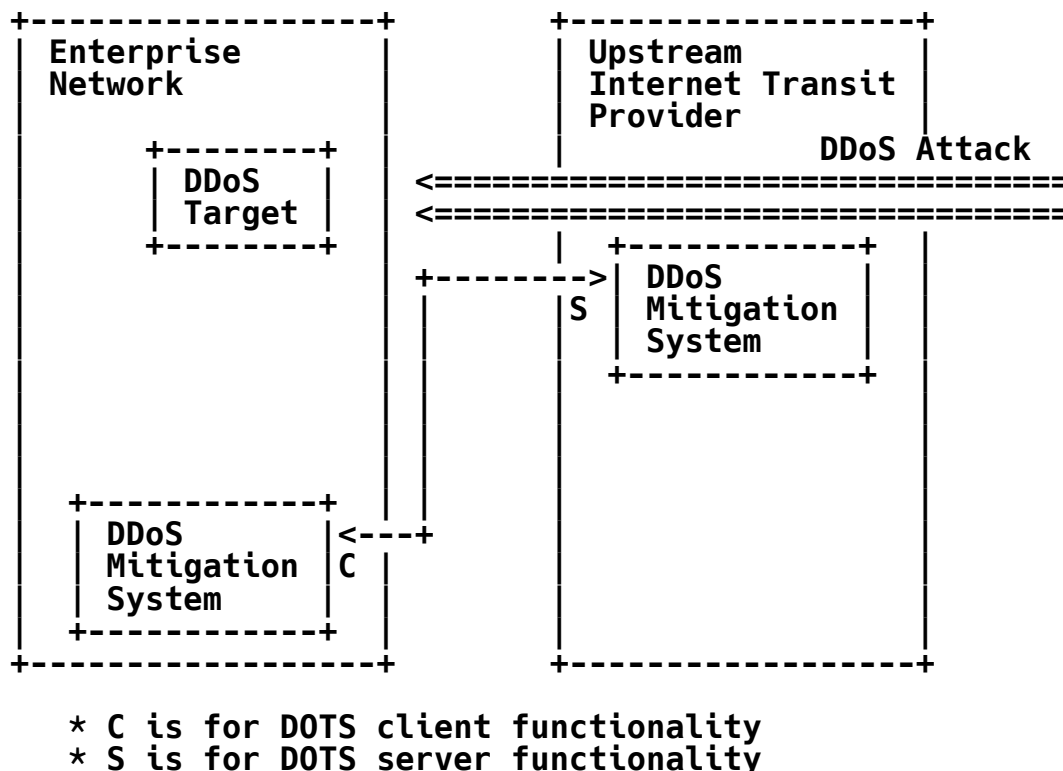 Enterprise Network
Upstream Internet Transit Provider
DDoS Attack
DDoS Target
DDoS Mitigation System
S
DDoS Mitigation System
C
* C is for DOTS client functionality
* S is for DOTS server functionality